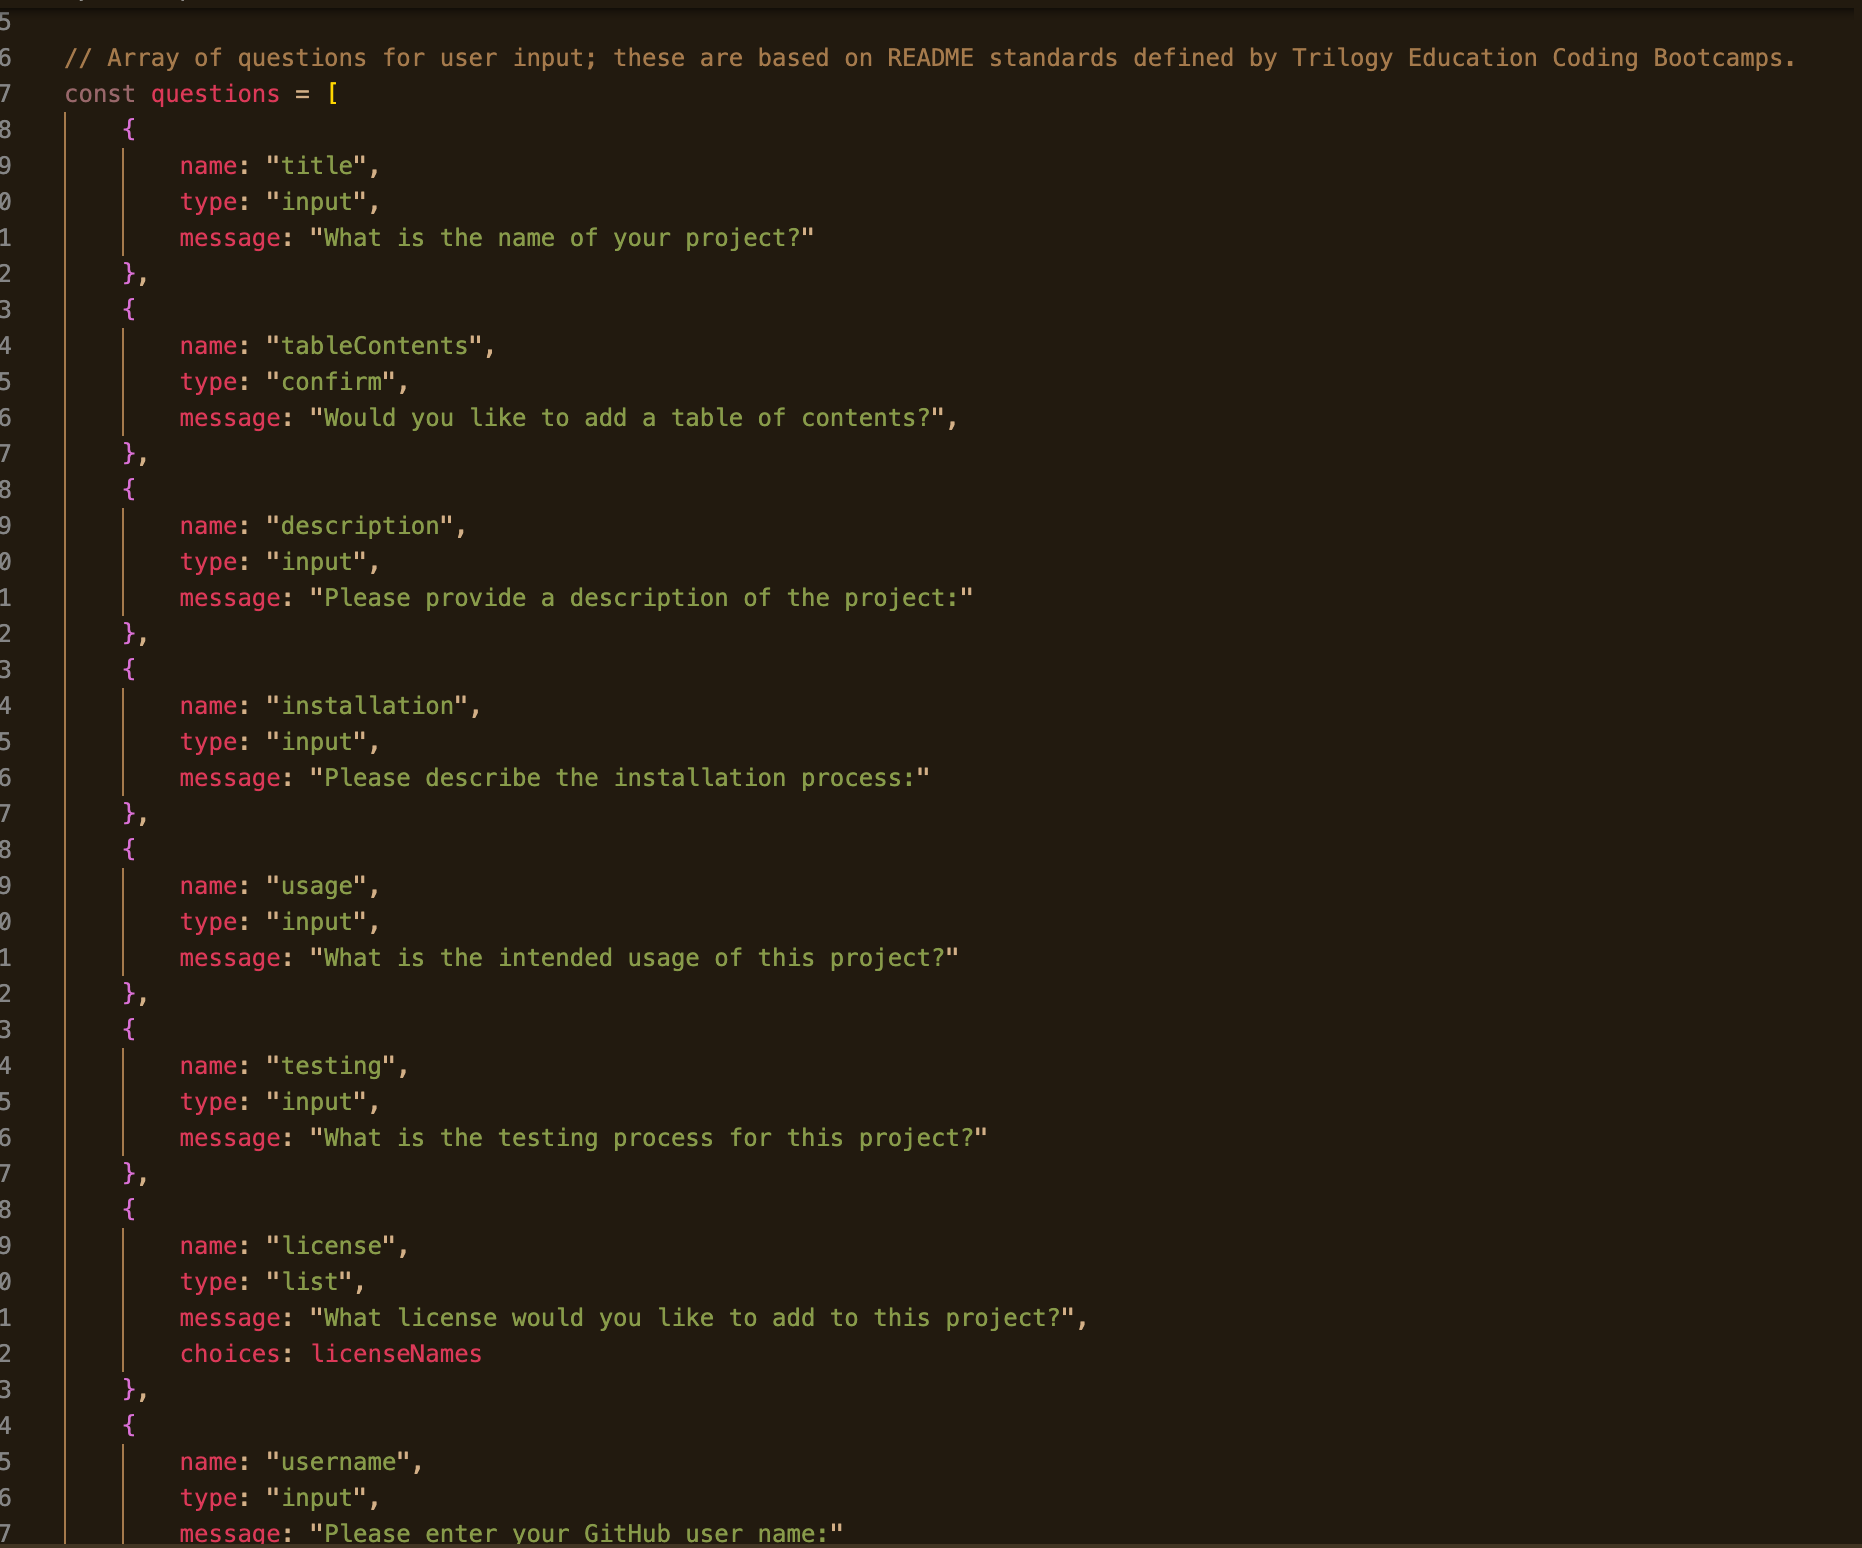 5
6 // Array of questions for user input; these are based on README standards defined by Trilogy Education Coding Bootcamps.
7 const questions = [
8 {
9 name: "title",
0 type: "input",
1 message: "What is the name of your project?"
2 },
3 {
4 name: "tableContents",
5 type: "confirm",
6 message: "Would you like to add a table of contents?",
7 },
8 {
9 name: "description",
0 type: "input",
1 message: "Please provide a description of the project:"
2 },
3 {
4 name: "installation",
5 type: "input",
6 message: "Please describe the installation process:"
7 },
8 {
9 name: "usage",
0 type: "input",
1 message: "What is the intended usage of this project?"
2 },
3 {
4 name: "testing",
5 type: "input",
6 message: "What is the testing process for this project?"
7 },
8 {
9 name: "license",
0 type: "list",
1 message: "What license would you like to add to this project?",
2 choices: licenseNames
3 },
4 {
5 name: "username",
6 type: "input",
7 message: "Please enter your GitHub user name:"